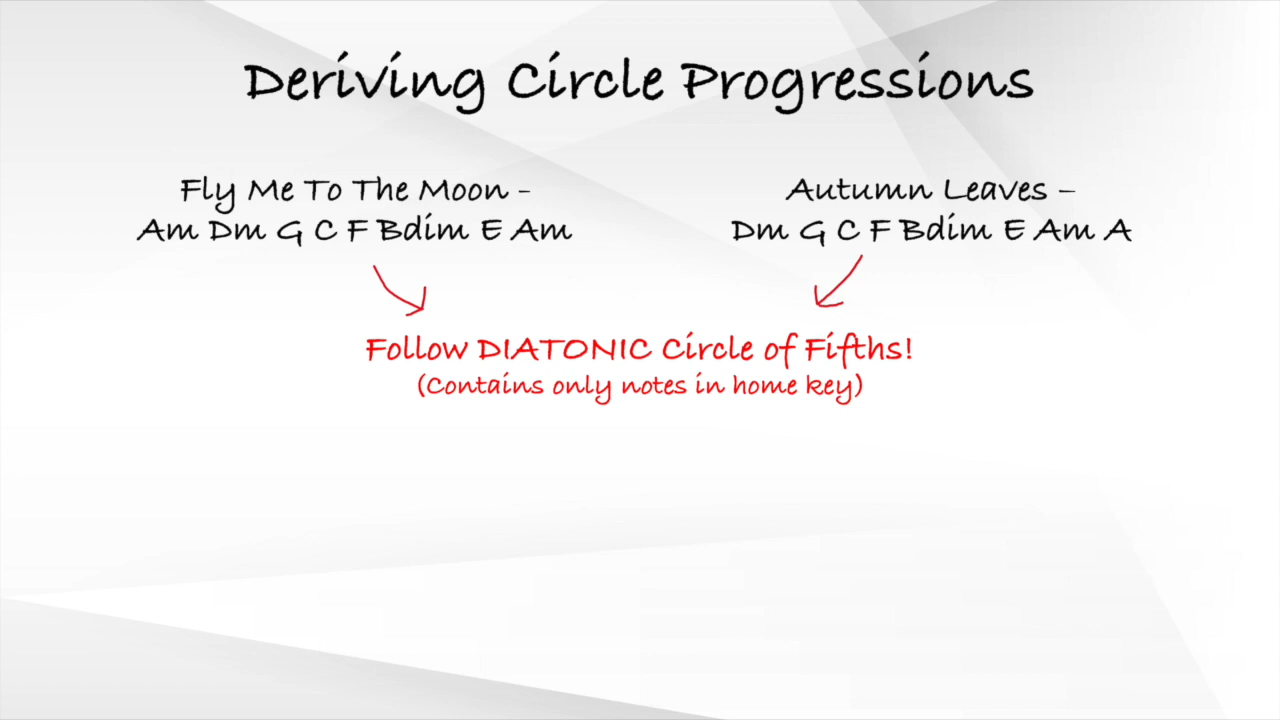 Deriving Circle Progressions
Fly Me To The Moon -
Am Dm G C F Bdim E Am
Autumn Leaves –
Dm G C F Bdim E Am A
Follow DIATONIC Circle of Fifths!
(Contains only notes in home key)